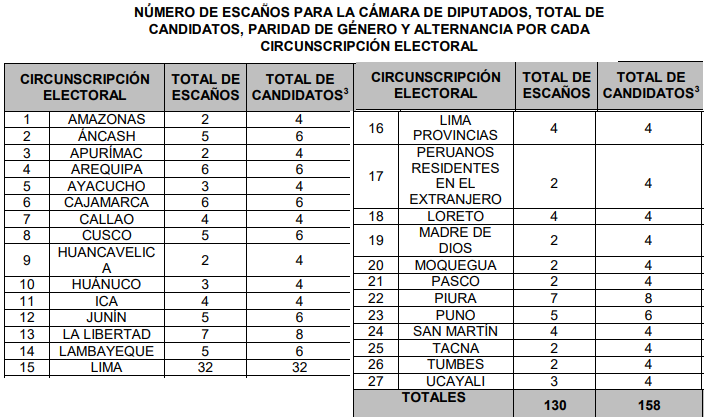 NÚMERO DE ESCAÑOS PARA LA CÁMARA DE DIPUTADOS, TOTAL DE
CANDIDATOS, PARIDAD DE GÉNERO Y ALTERNANCIA POR CADA
CIRCUNSCRIPCIÓN ELECTORAL
CIRCUNSCRIPCIÓN ELECTORAL TOTAL DE ESCAÑOS TOTAL DE CANDIDATOS³
1 AMAZONAS 2 4
2 ÁNCASH 5 6
3 APURÍMAC 2 4
4 AREQUIPA 6 6
5 AYACUCHO 3 4
6 CAJAMARCA 6 6
7 CALLAO 4 4
8 CUSCO 5 6
9 HUANCAVELICA 2 4
10 HUÁNUCO 3 4
11 ICA 4 4
12 JUNÍN 5 6
13 LA LIBERTAD 7 8
14 LAMBAYEQUE 5 6
15 LIMA 32 32
CIRCUNSCRIPCIÓN ELECTORAL TOTAL DE ESCAÑOS TOTAL DE CANDIDATOS³
16 LIMA PROVINCIAS 4 4
17 PERUANOS RESIDENTES EN EL EXTRANJERO 2 4
18 LORETO 4 4
19 MADRE DE DIOS 2 4
20 MOQUEGUA 2 4
21 PASCO 2 4
22 PIURA 7 8
23 PUNO 5 6
24 SAN MARTÍN 4 4
25 TACNA 2 4
26 TUMBES 2 4
27 UCAYALI 3 4
TOTALES 130 158